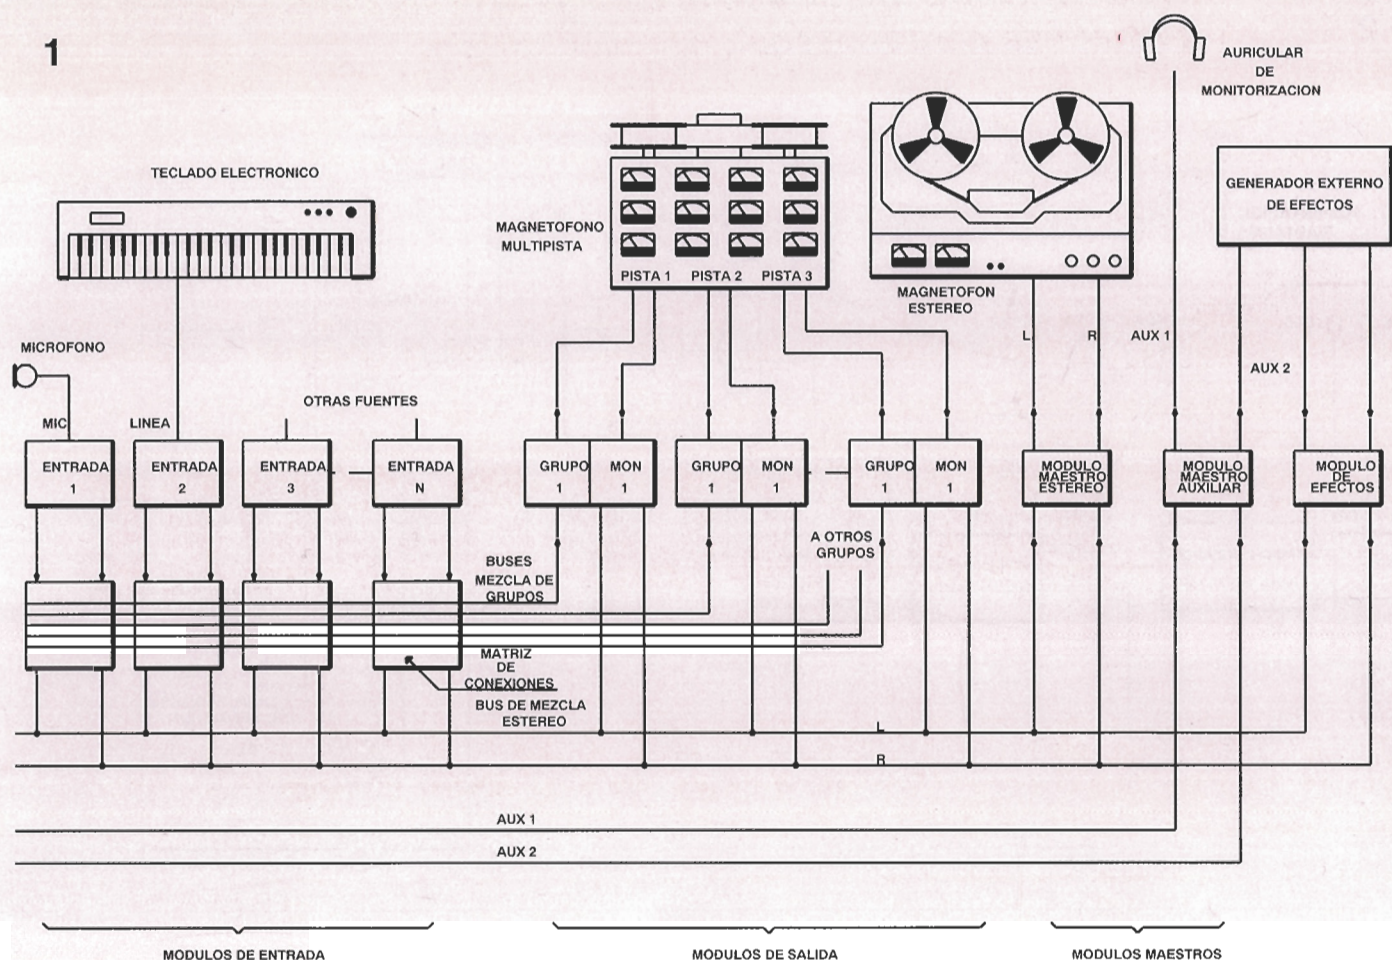 1
AURICULAR
DE
MONITORIZACION
TECLADO ELECTRONICO
GENERADOR EXTERNO
DE EFECTOS
MAGNETOFONO
MULTIPISTA
PISTA 1 PISTA 2 PISTA 3
MAGNETOFON
ESTEREO
MICROFONO
L R AUX 1
AUX 2
OTRAS FUENTES
MIC LINEA
ENTRADA
1
ENTRADA
2
ENTRADA
3
ENTRADA
N
GRUPO
1
MON
1
GRUPO
1
MON
1
GRUPO
1
MON
1
MODULO
MAESTRO
ESTEREO
MODULO
MAESTRO
AUXILIAR
MODULO
DE
EFECTOS
A OTROS
GRUPOS
BUSES
MEZCLA DE
GRUPOS
MATRIZ
DE
CONEXIONES
BUS DE MEZCLA
ESTEREO
L
R
AUX 1
AUX 2
MODULOS DE ENTRADA
MODULOS DE SALIDA
MODULOS MAESTROS